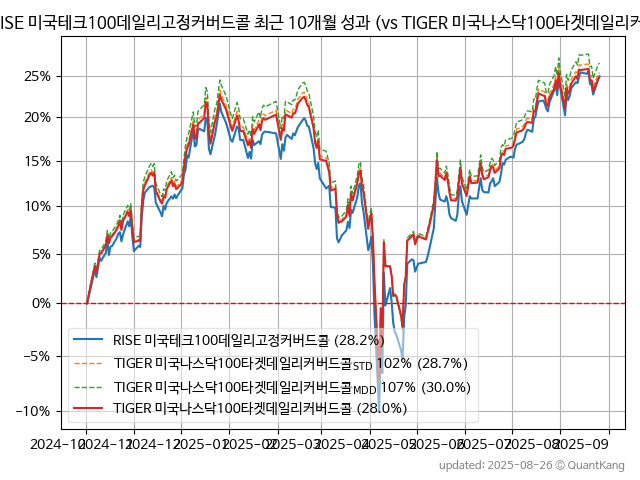 ISE 미국테크100데일리고정커버드콜 최근 10개월 성과 (vs TIGER 미국나스닥100타겟데일리커
25%
20%
15%
10%
5%
0%
−5%
−10%
RISE 미국테크100데일리고정커버드콜 (28.2%)
TIGER 미국나스닥100타겟데일리커버드콜STD 102% (28.7%)
TIGER 미국나스닥100타겟데일리커버드콜MDD 107% (30.0%)
TIGER 미국나스닥100타겟데일리커버드콜 (28.0%)
2024-10 2024-11 2024-12 2025-01 2025-02 2025-03 2025-04 2025-05 2025-06 2025-07 2025-08 2025-09
updated: 2025-08-26 © QuantKang